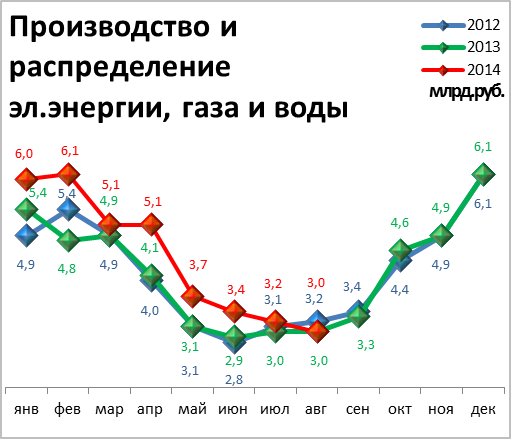 Производство и
распределение
эл.энергии, газа и воды
2012
2013
2014
млрд.руб.
6,0 6,1 5,1 5,1 3,7 3,4 3,2 3,0
5,4 4,8 4,9 4,1 3,1 2,9 3,0 3,0 3,3 4,6 4,9 6,1
4,9 5,4 4,9 4,0 3,1 2,8 3,1 3,2 3,4 4,4 4,9 6,1
янв фев мар апр май июн июл авг сен окт ноя дек